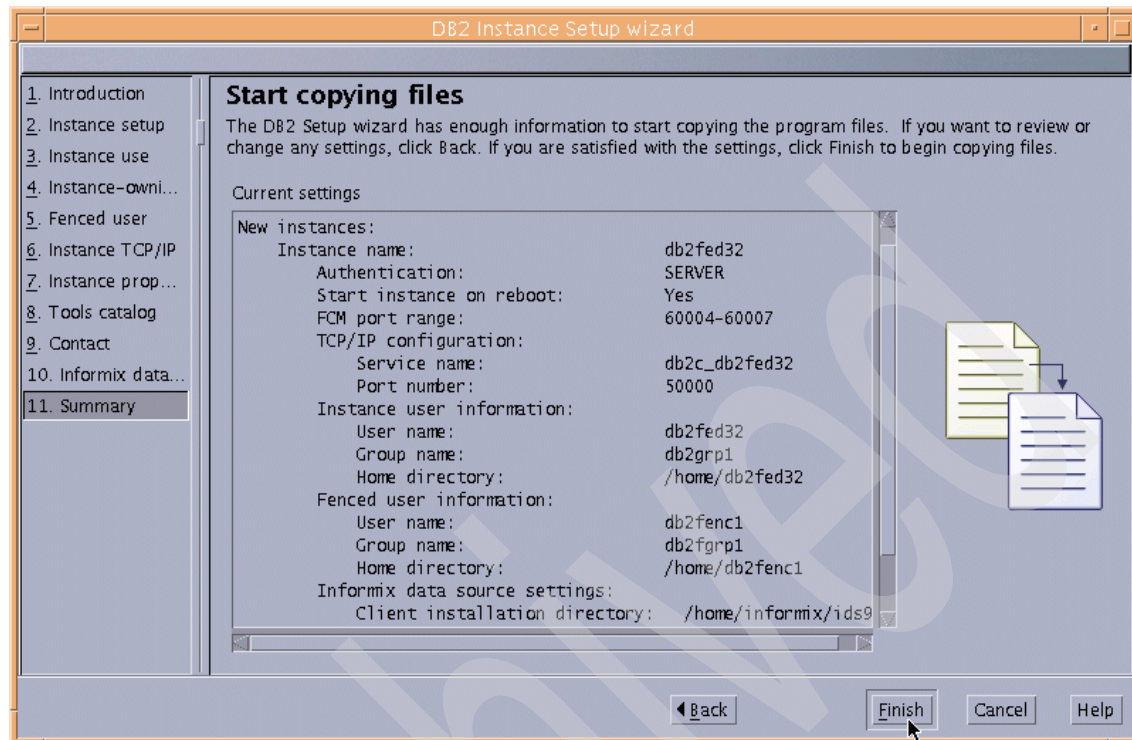 DB2 Instance Setup wizard
1. Introduction
2. Instance setup
3. Instance use
4. Instance-owni...
5. Fenced user
6. Instance TCP/IP
7. Instance prop...
8. Tools catalog
9. Contact
10. Informix data...
11. Summary
Start copying files
The DB2 Setup wizard has enough information to start copying the program files. If you want to review or
change any settings, click Back. If you are satisfied with the settings, click Finish to begin copying files.
Current settings
New instances:
Instance name: db2fed32
Authentication: SERVER
Start instance on reboot: Yes
FCM port range: 60004-60007
TCP/IP configuration:
Service name: db2c_db2fed32
Port number: 50000
Instance user information:
User name: db2fed32
Group name: db2grp1
Home directory: /home/db2fed32
Fenced user information:
User name: db2fenc1
Group name: db2fgrp1
Home directory: /home/db2fenc1
Informix data source settings:
Client installation directory: /home/informix/ids9
Back Finish Cancel Help